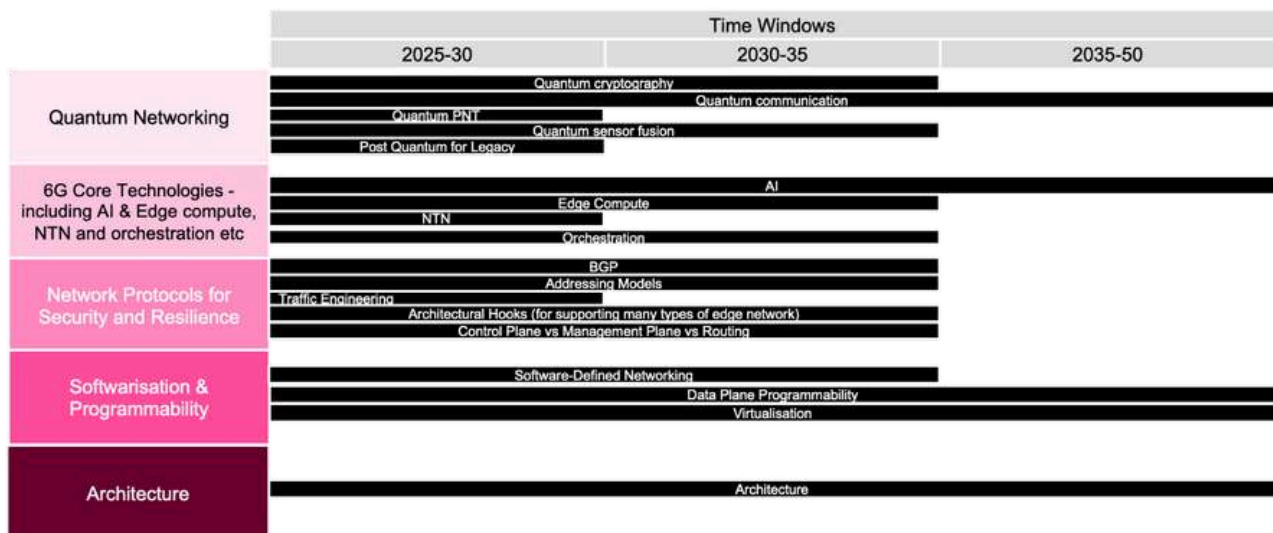 Time Windows
2025-30
2030-35
2035-50
Quantum Networking
Quantum cryptography
Quantum communication
Quantum PNT
Quantum sensor fusion
Post Quantum for Legacy
6G Core Technologies -
including AI & Edge compute,
NTN and orchestration etc
AI
Edge Compute
NTN
Orchestration
Network Protocols for
Security and Resilience
BGP
Addressing Models
Traffic Engineering
Architectural Hooks (for supporting many types of edge network)
Control Plane vs Management Plane vs Routing
Softwarisation &
Programmability
Software-Defined Networking
Data Plane Programmability
Virtualisation
Architecture
Architecture